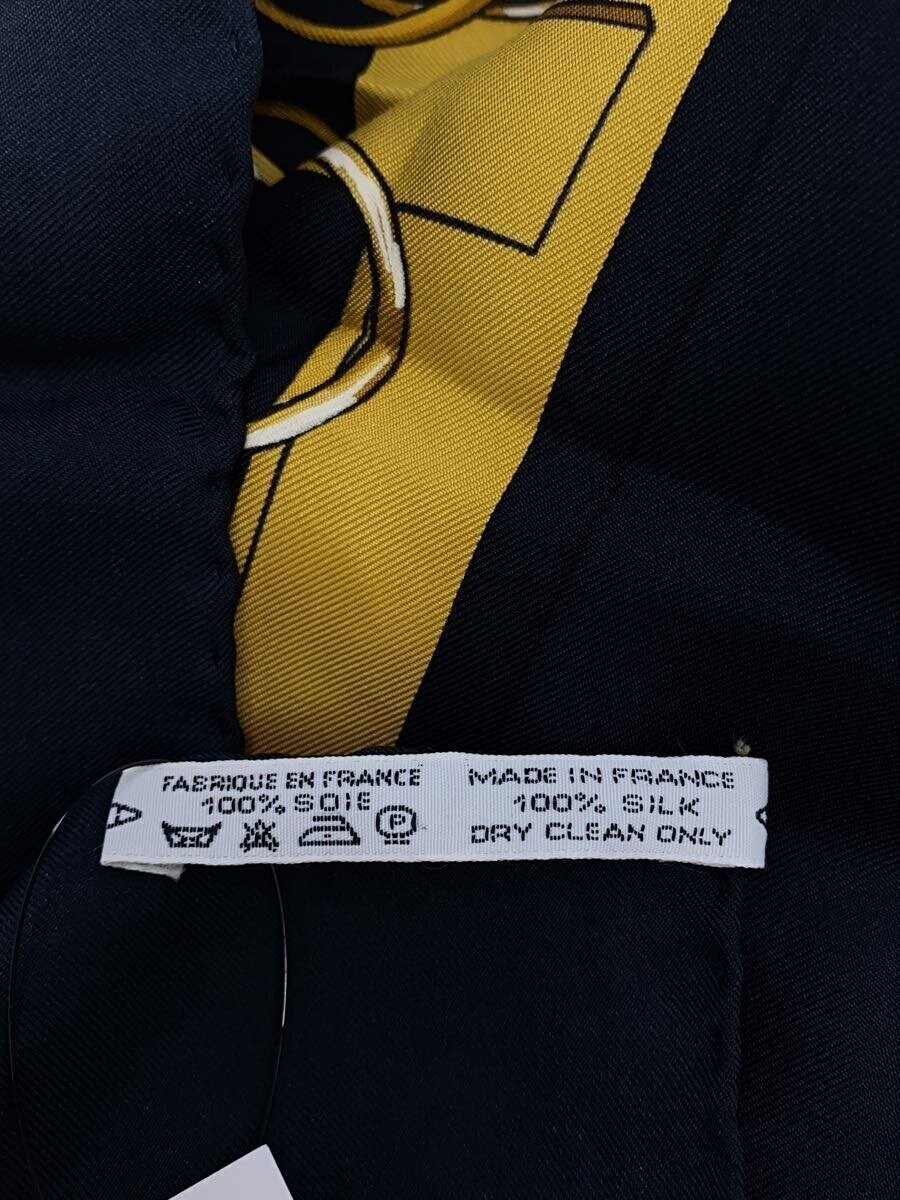 FABRIQUE EN FRANCE
100% SOIE
P
MADE IN FRANCE
100% SILK
DRY CLEAN ONLY
A